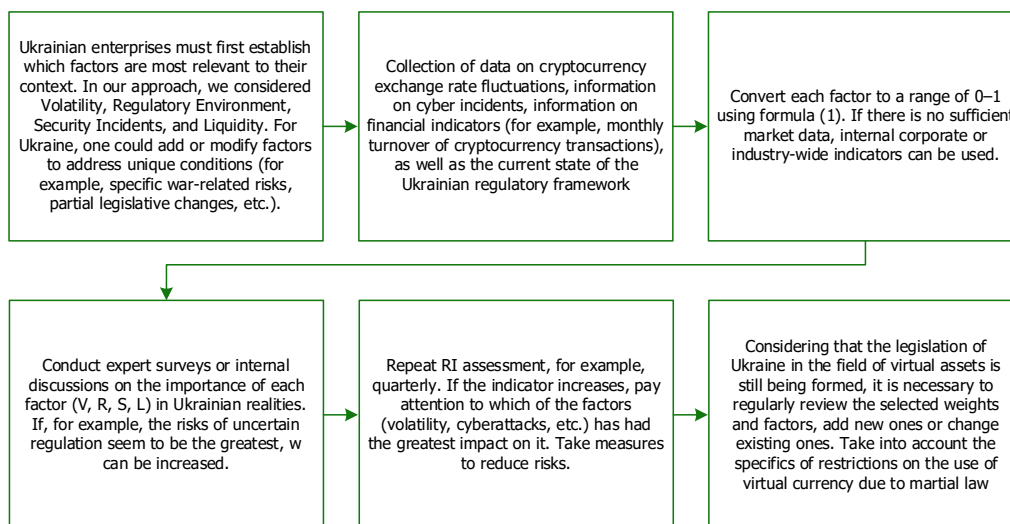 Ukrainian enterprises must first establish
which factors are most relevant to their
context. In our approach, we considered
Volatility, Regulatory Environment,
Security Incidents, and Liquidity. For
Ukraine, one could add or modify factors
to address unique conditions (for
example, specific war-related risks,
partial legislative changes, etc.).
Collection of data on cryptocurrency
exchange rate fluctuations, information
on cyber incidents, information on
financial indicators (for example, monthly
turnover of cryptocurrency transactions),
as well as the current state of the
Ukrainian regulatory framework
Convert each factor to a range of 0–1
using formula (1). If there is no sufficient
market data, internal corporate or
industry-wide indicators can be used.
Conduct expert surveys or internal
discussions on the importance of each
factor (V, R, S, L) in Ukrainian realities.
If, for example, the risks of uncertain
regulation seem to be the greatest, w
can be increased.
Repeat RI assessment, for example,
quarterly. If the indicator increases, pay
attention to which of the factors
(volatility, cyberattacks, etc.) has had
the greatest impact on it. Take measures
to reduce risks.
Considering that the legislation of
Ukraine in the field of virtual assets is
still being formed, it is necessary to
regularly review the selected weights
and factors, add new ones or change
existing ones. Take into account the
specifics of restrictions on the use of
virtual currency due to martial law